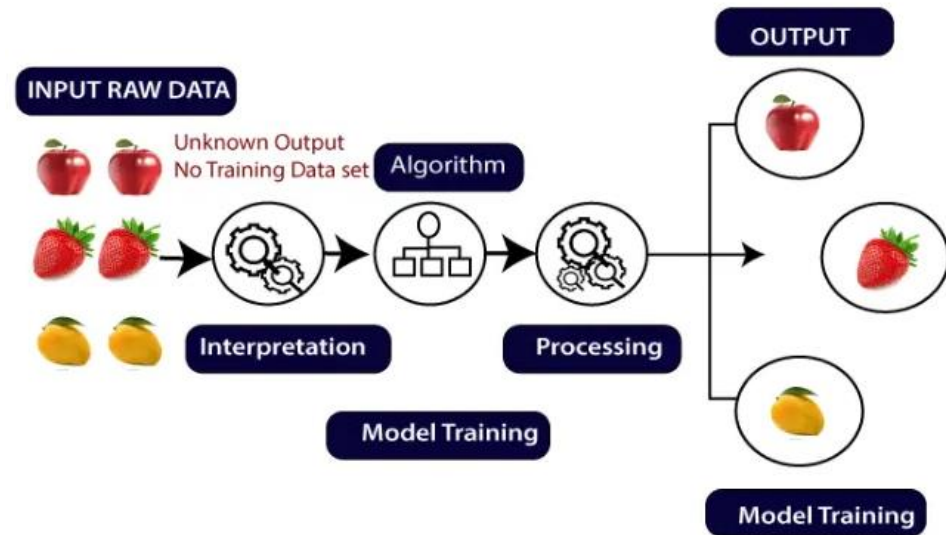 OUTPUT
INPUT RAW DATA
Unknown Output
No Training Data set
Algorithm
Interpretation
Processing
Model Training
Model Training